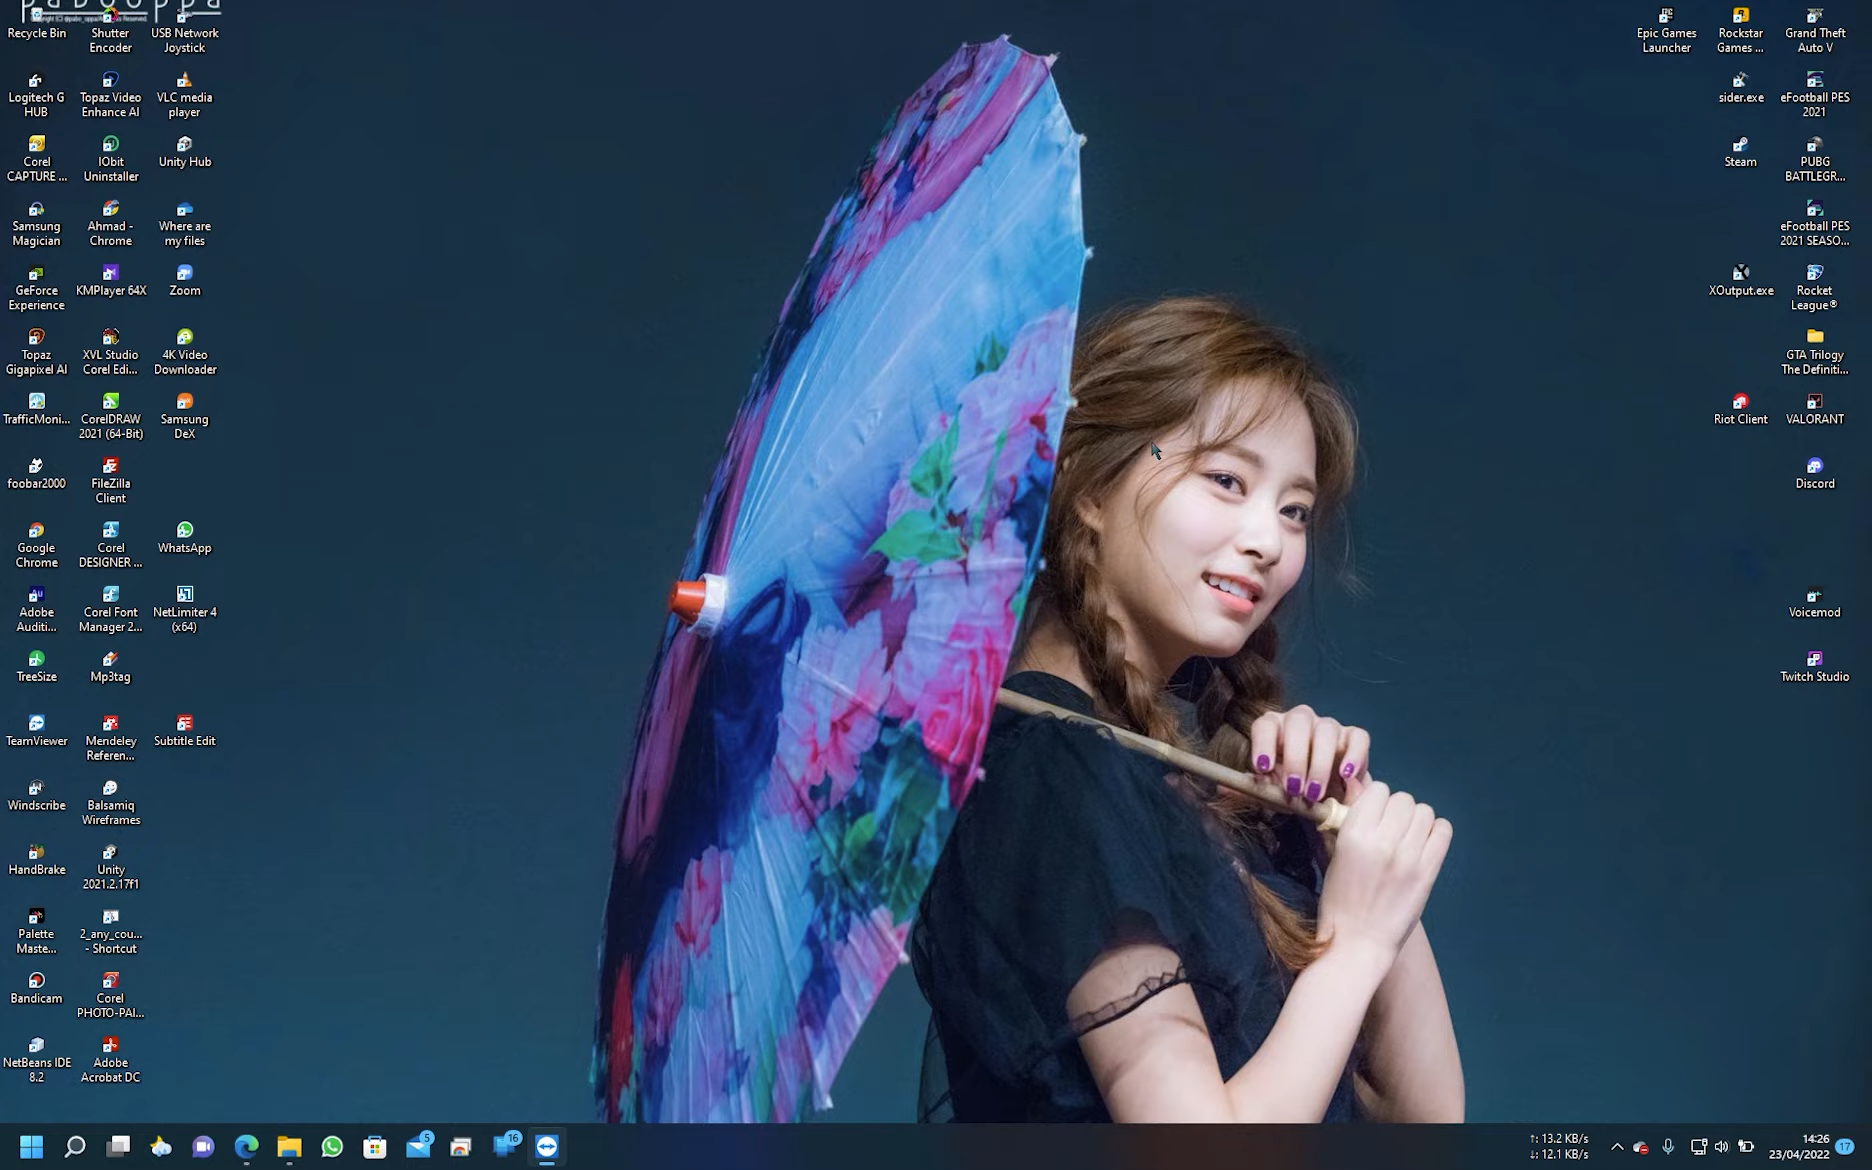 pabooppa
Copyright (C) @pabo_oppa
Reserved.
Recycle Bin
Shutter
Encoder
USB Network
Joystick
Logitech G
HUB
Topaz Video
Enhance AI
VLC media
player
Corel
CAPTURE ...
IObit
Uninstaller
Unity Hub
Samsung
Magician
Ahmad -
Chrome
Where are
my files
GeForce
Experience
KMPlayer 64X
Zoom
Topaz
Gigapixel AI
XVL Studio
Corel Edi...
4K Video
Downloader
TrafficMoni...
CorelDRAW
2021 (64-Bit)
Samsung
DeX
foobar2000
FileZilla
Client
Google
Chrome
Corel
DESIGNER ...
WhatsApp
Adobe
Auditi...
Corel Font
Manager 2...
NetLimiter 4
(x64)
TreeSize
Mp3tag
TeamViewer
Mendeley
Referen...
Subtitle Edit
Windscribe
Balsamiq
Wireframes
HandBrake
Unity
2021.2.17f1
Palette
Maste...
2_any_cou...
- Shortcut
Bandicam
Corel
PHOTO-PAI...
NetBeans IDE
8.2
Adobe
Acrobat DC
Epic Games
Launcher
Rockstar
Games ...
Grand Theft
Auto V
sider.exe
eFootball PES
2021
Steam
PUBG
BATTLEGR...
eFootball PES
2021 SEASO...
XOutput.exe
Rocket
League®
GTA Trilogy
The Definiti...
Riot Client
VALORANT
Discord
Voicemod
Twitch Studio
5
16
↑: 13.2 KB/s
↓: 12.1 KB/s
14:26
23/04/2022
17